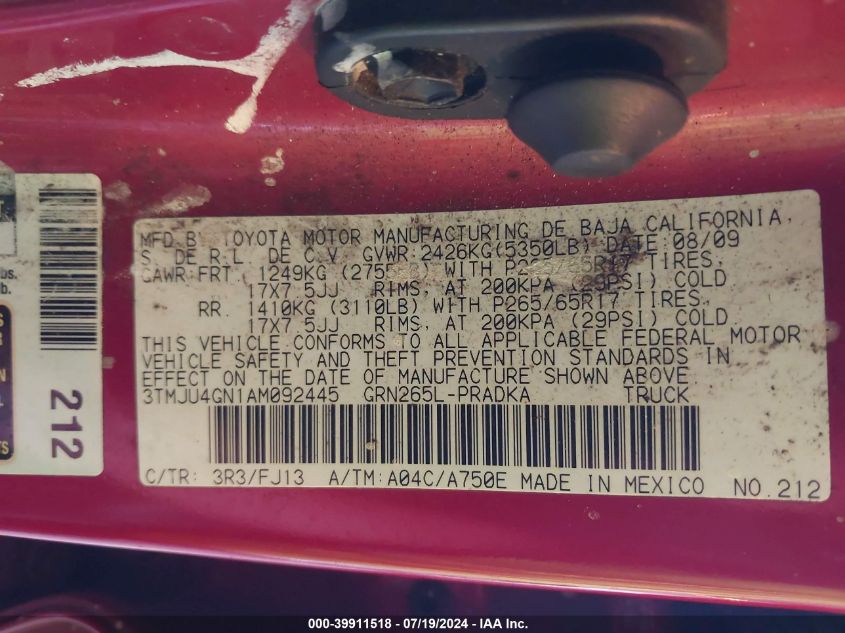 MFD.B TOYOTA MOTOR MANUFACTURING DE BAJA CALIFORNIA,
S. DE R.L. DE C.V. GVWR 2426KG(5350LB) DATE 08/09
GAWR FRT. 1249KG WITH P265/65R17 TIRES,
17X7.5JJ RIMS, AT 200KPA (29PSI) COLD
RR. 1410KG (3110LB) WITH P265/65R17 TIRES,
17X7.5JJ RIMS, AT 200KPA (29PSI) COLD
THIS VEHICLE CONFORMS TO ALL APPLICABLE FEDERAL MOTOR
VEHICLE SAFETY AND THEFT PREVENTION STANDARDS IN
EFFECT ON THE DATE OF MANUFACTURE SHOWN ABOVE.
3TMJU4GN1AM092445 GRN265L-PRADKA TRUCK
C/TR: 3R3/FJ13 A/TM: A04C/A750E MADE IN MEXICO NO.212
212
000-39911518 - 07/19/2024 - IAA Inc.